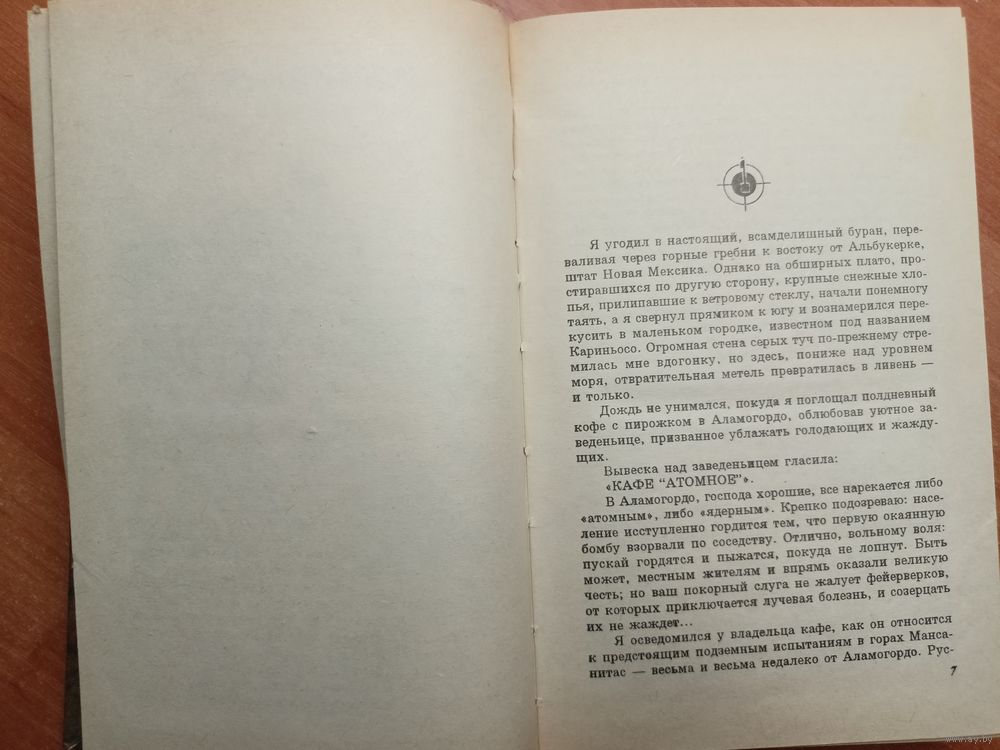 Я угодил в настоящий, всамделишный буран, пере-
валивая через горные гребни к востоку от Альбукерке,
штат Новая Мексика. Однако на обширных плато, про-
стиравшихся по другую сторону, крупные снежные хло-
пья, прилипавшие к ветровому стеклу, начали понемногу
таять, а я свернул прямиком к югу и вознамерился пере-
кусить в маленьком городке, известном под названием
Кариньосо. Огромная стена серых туч по-прежнему стре-
милась мне вдогонку, но здесь, пониже над уровнем
моря, отвратительная метель превратилась в ливень —
и только.
Дождь не унимался, покуда я поглощал полдневный
кофе с пирожком в Аламогордо, облюбовав уютное за-
веденьице, призванное ублажать голодающих и жажду-
щих.
Вывеска над заведеньицем гласила:
«КАФЕ “АТОМНОЕ”».
В Аламогордо, господа хорошие, все нарекается либо
«атомным», либо «ядерным». Крепко подозреваю: насе-
ление исступленно гордится тем, что первую окаянную
бомбу взорвали по соседству. Отлично, вольному воля:
пускай гордятся и пыжатся, покуда не лопнут. Быть
может, местным жителям и впрямь оказали великую
честь; но ваш покорный слуга не жалует фейерверков,
от которых приключается лучевая болезнь, и созерцать
их не жаждет...
Я осведомился у владельца кафе, как он относится
к предстоящим подземным испытаниям в горах Манса-
нитас — весьма и весьма недалеко от Аламогордо. Рус-
7
www.ay.by